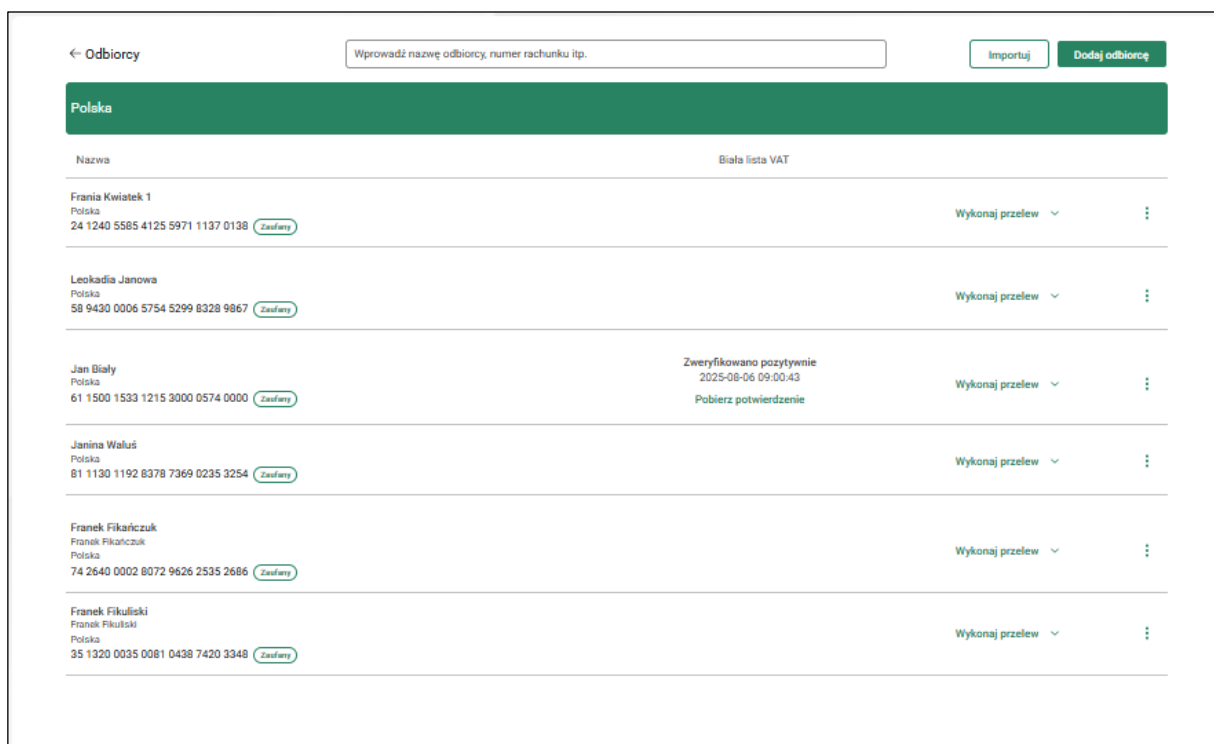 ← Odbiorcy
Wprowadź nazwę odbiorcy, numer rachunku itp.
Importuj
Dodaj odbiorcę
Polska
Nazwa
Biała lista VAT
Frania Kwiatek 1
Polska
24 1240 5585 4125 5971 1137 0138 Zaufany
Wykonaj przelew
Leokadia Janowa
Polska
58 9430 0006 5754 5299 8328 9867 Zaufany
Wykonaj przelew
Jan Biały
Polska
61 1500 1533 1215 3000 0574 0000 Zaufany
Zweryfikowano pozytywnie
2025-08-06 09:00:43
Pobierz potwierdzenie
Wykonaj przelew
Janina Waluś
Polska
81 1130 1192 8378 7369 0235 3254 Zaufany
Wykonaj przelew
Franek Fikańczuk
Franek Fikańczuk
Polska
74 2640 0002 8072 9626 2535 2686 Zaufany
Wykonaj przelew
Franek Fikuliski
Franek Fikuliski
Polska
35 1320 0035 0081 0438 7420 3348 Zaufany
Wykonaj przelew